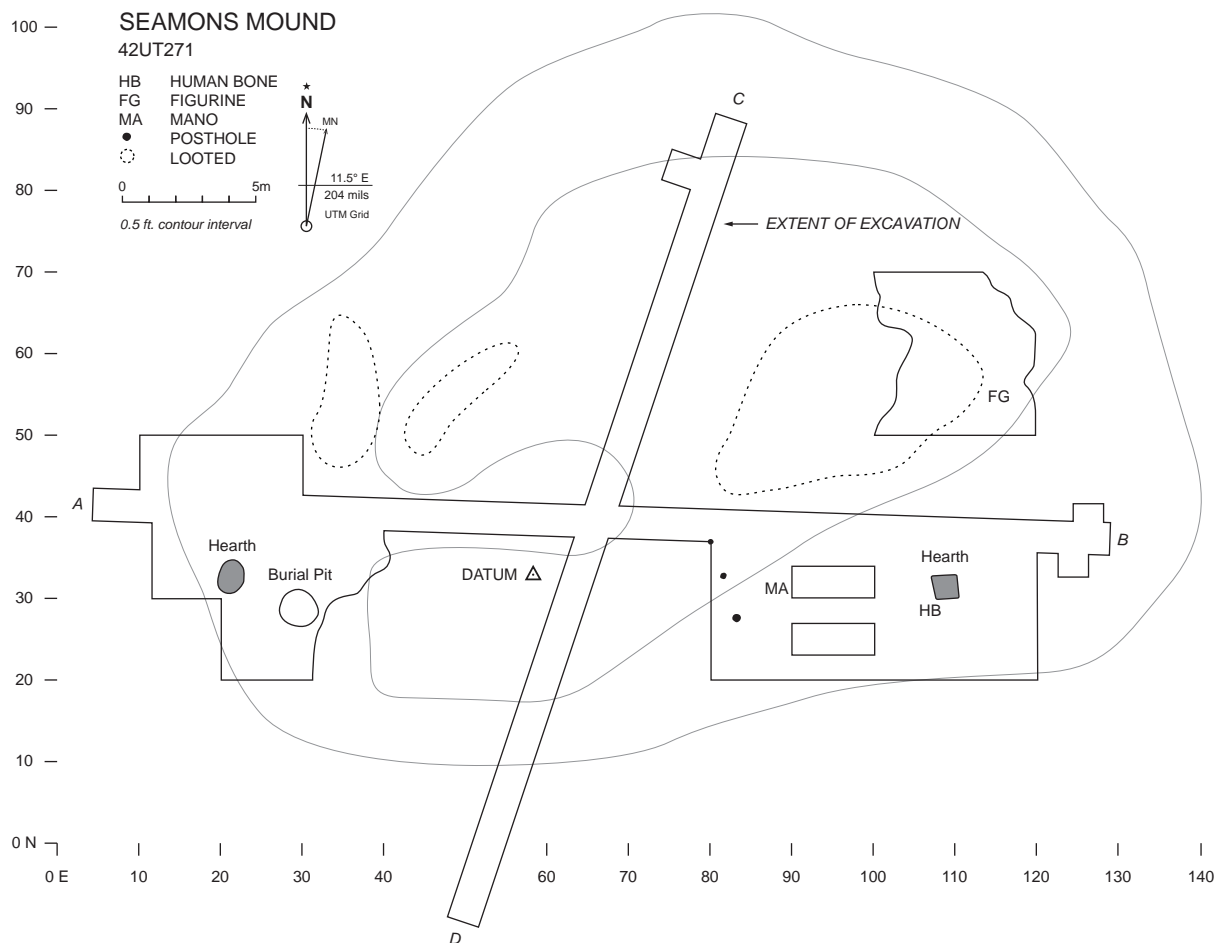 SEAMONS MOUND
42UT271
HB HUMAN BONE
FG FIGURINE
MA MANO
POSTHOLE
LOOTED
0 5m
0.5 ft. contour interval
N
MN
11.5° E
204 mils
UTM Grid
C
EXTENT OF EXCAVATION
FG
A
B
Hearth
Burial Pit
DATUM
MA
Hearth
HB
D
100
90
80
70
60
50
40
30
20
10
0 N
0 E 10 20 30 40 60 70 80 90 100 110 120 130 140